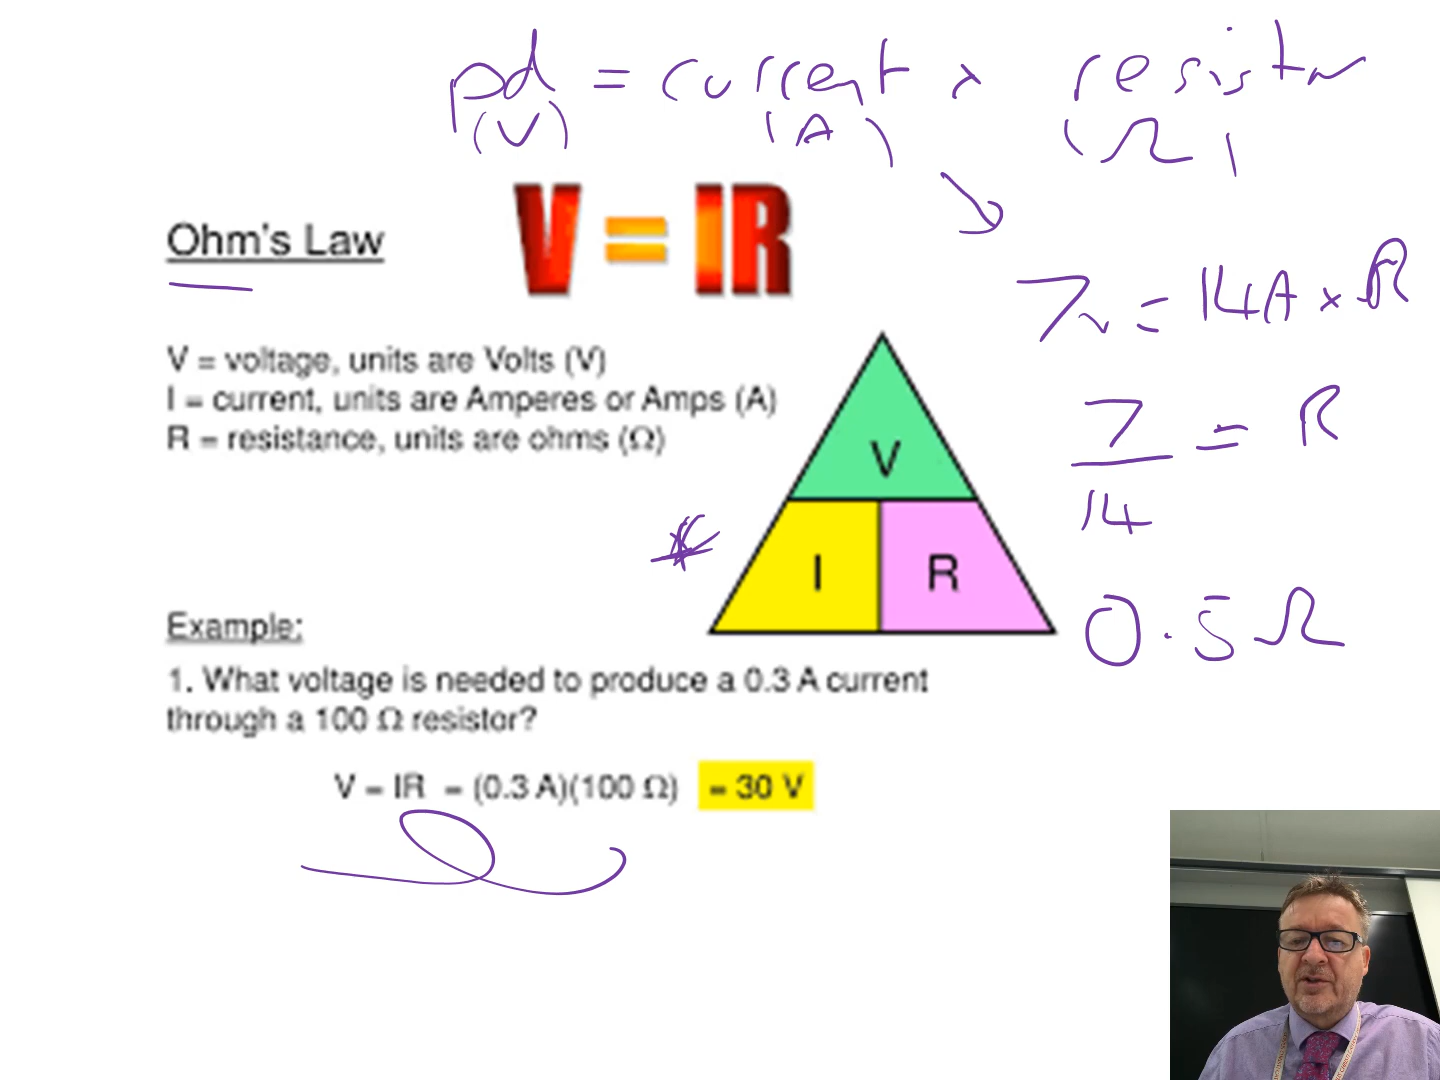 pd = current × resistor
(V) (A) (Ω)
V = IR
Ohm's Law
7v = 14A × R
V = voltage, units are Volts (V)
I = current, units are Amperes or Amps (A)
R = resistance, units are ohms (Ω)
7/14 = R
V
I R
0.5 Ω
Example:
1. What voltage is needed to produce a 0.3 A current
through a 100 Ω resistor?
V = IR = (0.3 A)(100 Ω) = 30 V